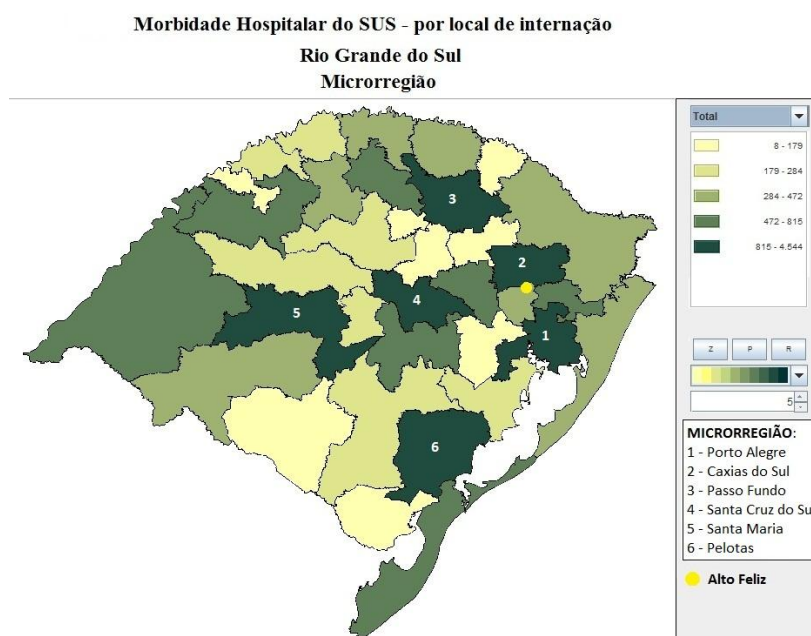 Morbidade Hospitalar do SUS - por local de internação
Rio Grande do Sul
Microrregião
Total
8 - 179
179 - 284
284 - 472
472 - 815
815 - 4.544
3
2
4
5
1
6
Z P R
5
MICRORREGIÃO:
1 - Porto Alegre
2 - Caxias do Sul
3 - Passo Fundo
4 - Santa Cruz do Su
5 - Santa Maria
6 - Pelotas
Alto Feliz